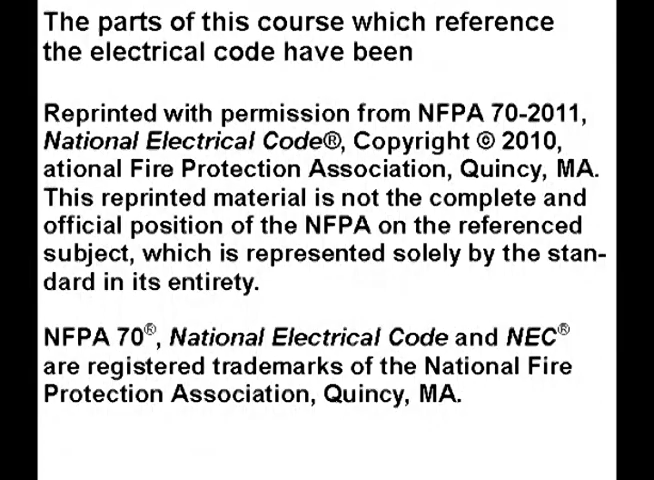 The parts of this course which reference
the electrical code have been
Reprinted with permission from NFPA 70-2011,
National Electrical Code®, Copyright © 2010,
ational Fire Protection Association, Quincy, MA.
This reprinted material is not the complete and
official position of the NFPA on the referenced
subject, which is represented solely by the stan-
dard in its entirety.
NFPA 70®, National Electrical Code and NEC®
are registered trademarks of the National Fire
Protection Association, Quincy, MA.